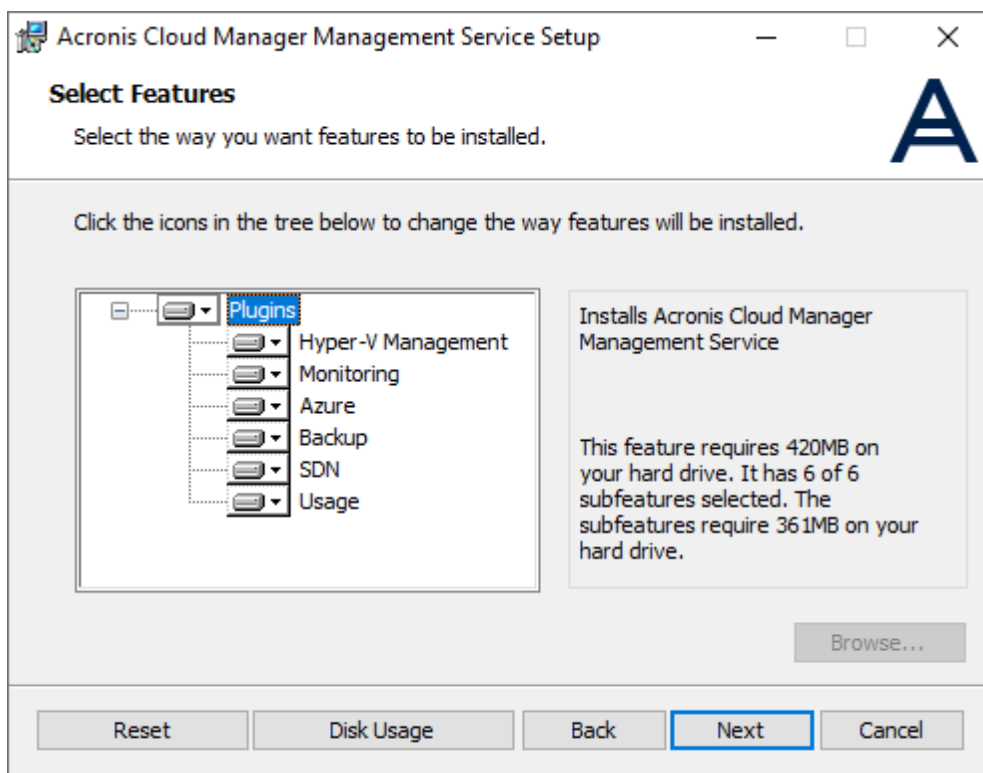 Acronis Cloud Manager Management Service Setup
Select Features
Select the way you want features to be installed.
Click the icons in the tree below to change the way features will be installed.
Plugins
Hyper-V Management
Monitoring
Azure
Backup
SDN
Usage
Installs Acronis Cloud Manager
Management Service
This feature requires 420MB on
your hard drive. It has 6 of 6
subfeatures selected. The
subfeatures require 361MB on your
hard drive.
Browse...
Reset
Disk Usage
Back
Next
Cancel